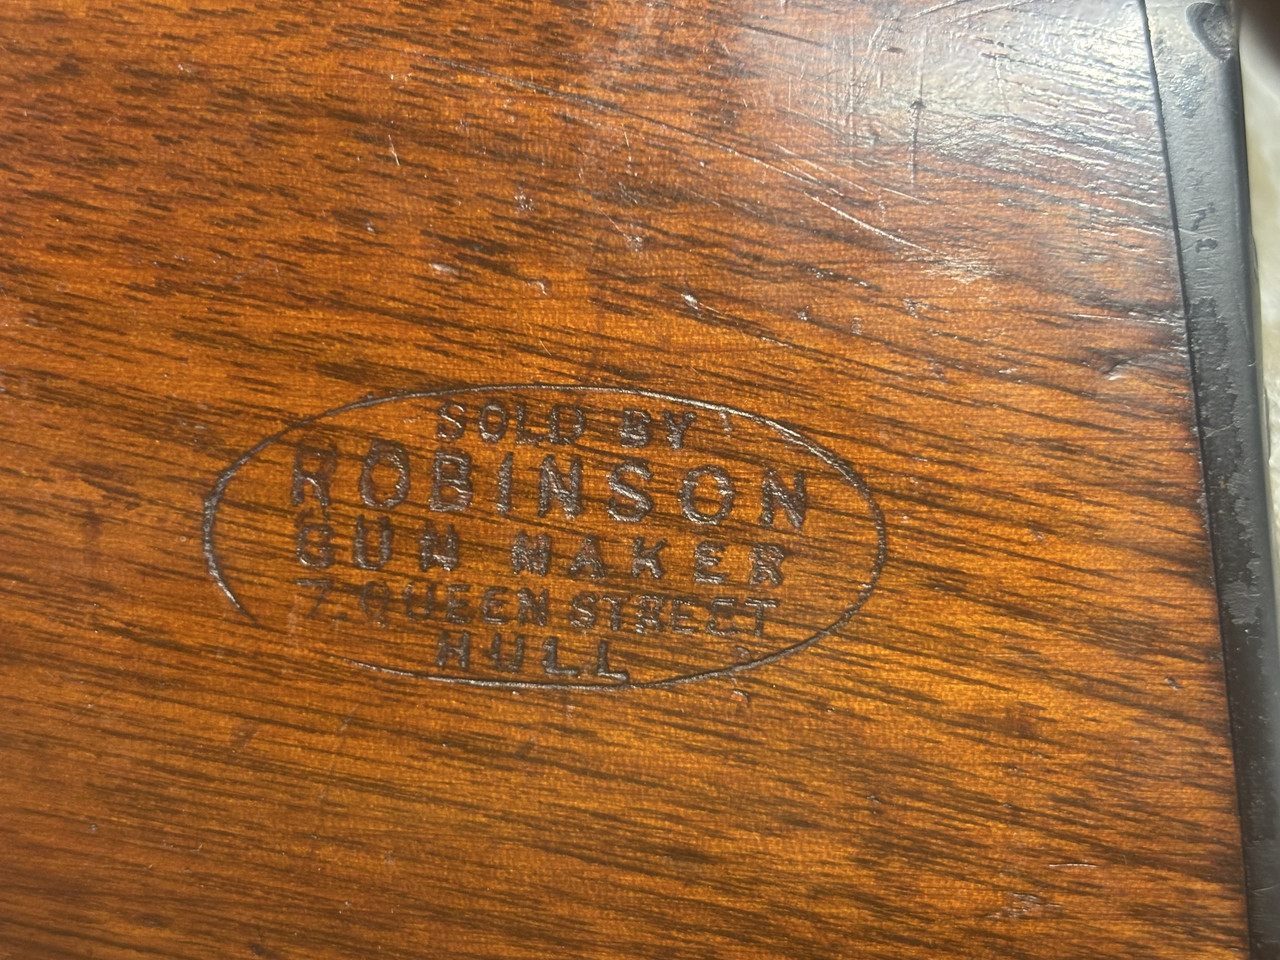 SOLD BY
ROBINSON
GUN MAKER
7. QUEEN STREET
HULL